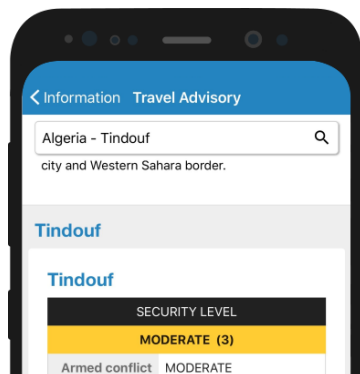 Information Travel Advisory
Algeria - Tindouf
city and Western Sahara border.
Tindouf
Tindouf
SECURITY LEVEL
MODERATE (3)
Armed conflict MODERATE